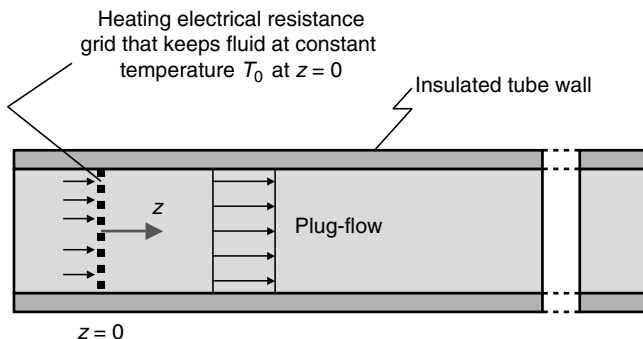 Heating electrical resistance
grid that keeps fluid at constant
temperature T₀ at z = 0
Insulated tube wall
z
Plug-flow
z = 0